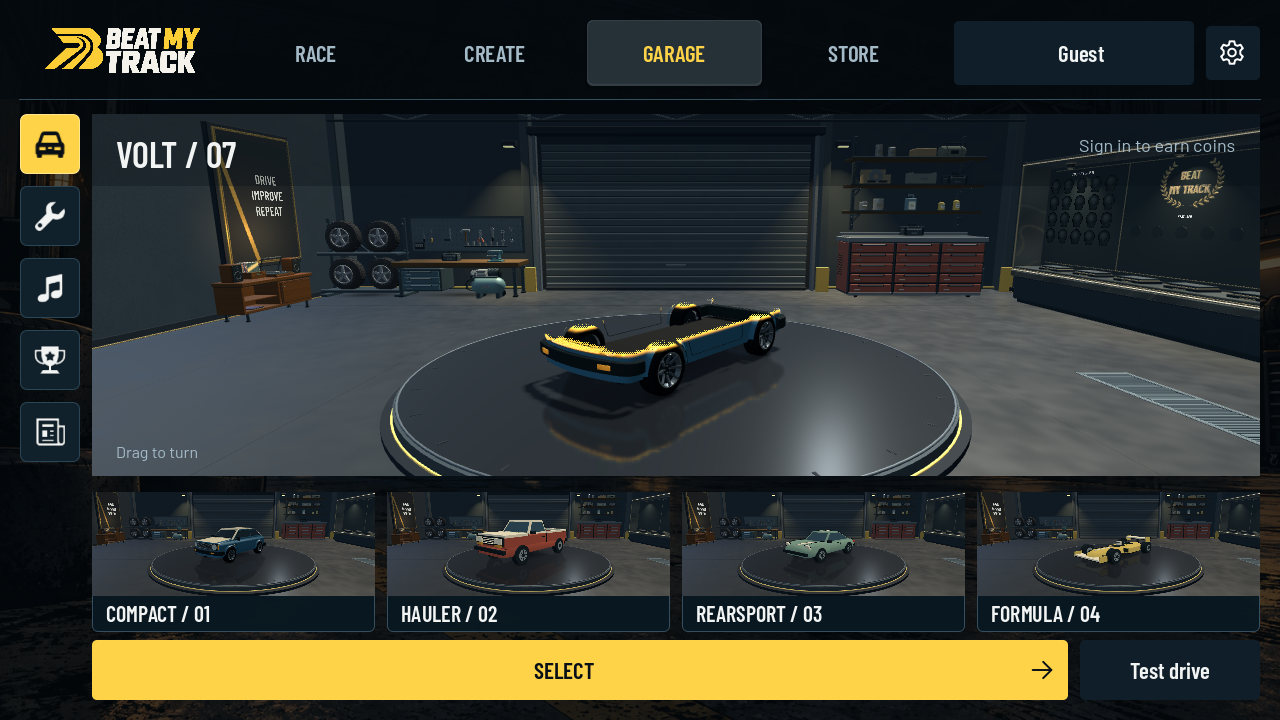 BEAT MY
TRACK
RACE
CREATE
GARAGE
STORE
Guest
VOLT / 07
Sign in to earn coins
DRIVE
IMPROVE
REPEAT
BEAT
MY TRACK
Drag to turn
COMPACT / 01
HAULER / 02
REARSPORT / 03
FORMULA / 04
SELECT
Test drive